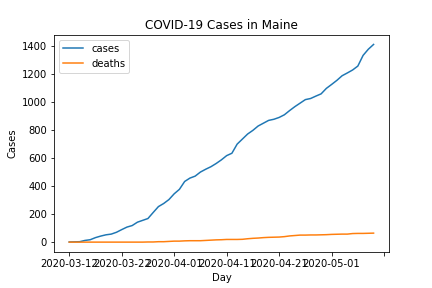 COVID-19 Cases in Maine
cases
deaths
1400
1200
1000
800
600
400
200
0
Cases
2020-03-12 2020-03-22 2020-04-01 2020-04-11 2020-04-21 2020-05-01
Day